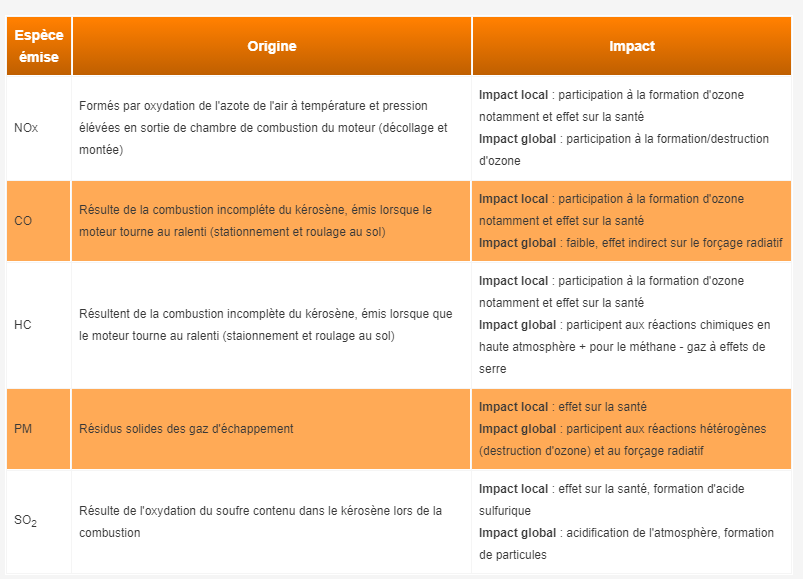 Espèce
émise
Origine
Impact
NOx
Formés par oxydation de l'azote de l'air à température et pression
élévées en sortie de chambre de combustion du moteur (décollage et
montée)
Impact local : participation à la formation d'ozone
notamment et effet sur la santé
Impact global : participation à la formation/destruction
d'ozone
CO
Résulte de la combustion incomplète du kérosène, émis lorsque le
moteur tourne au ralenti (stationnement et roulage au sol)
Impact local : participation à la formation d'ozone
notamment et effet sur la santé
Impact global : faible, effet indirect sur le forçage radiatif
HC
Résultent de la combustion incomplète du kérosène, émis lorsque que
le moteur tourne au ralenti (staionnement et roulage au sol)
Impact local : participation à la formation d'ozone
notamment et effet sur la santé
Impact global : participent aux réactions chimiques en
haute atmosphère + pour le méthane - gaz à effets de
serre
PM
Résidus solides des gaz d'échappement
Impact local : effet sur la santé
Impact global : participent aux réactions hétérogènes
(destruction d'ozone) et au forçage radiatif
SO2
Résulte de l'oxydation du soufre contenu dans le kérosène lors de la
combustion
Impact local : effet sur la santé, formation d'acide
sulfurique
Impact global : acidification de l'atmosphère, formation
de particules